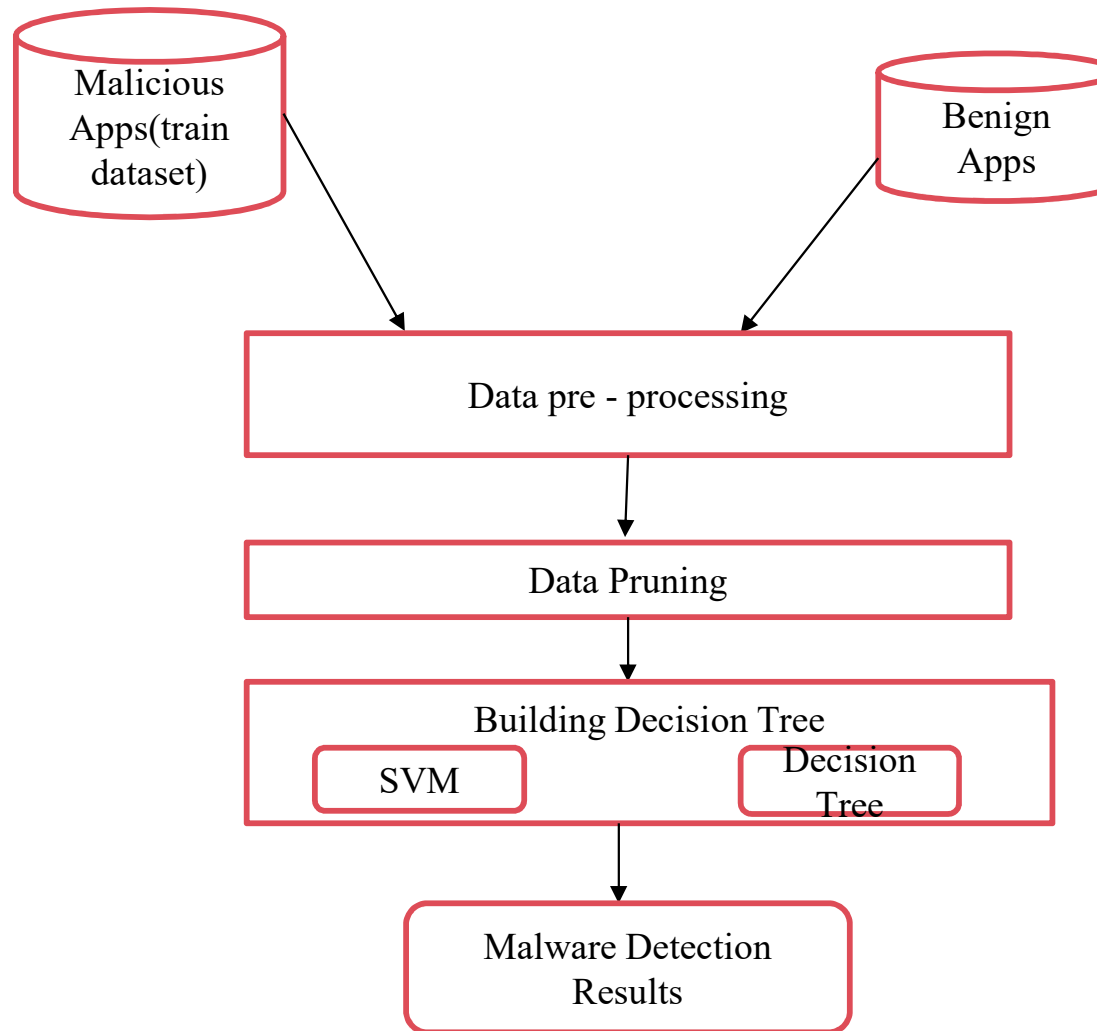 Malicious
Apps(train
dataset)
Benign
Apps
Data pre - processing
Data Pruning
Building Decision Tree
SVM
Decision
Tree
Malware Detection
Results